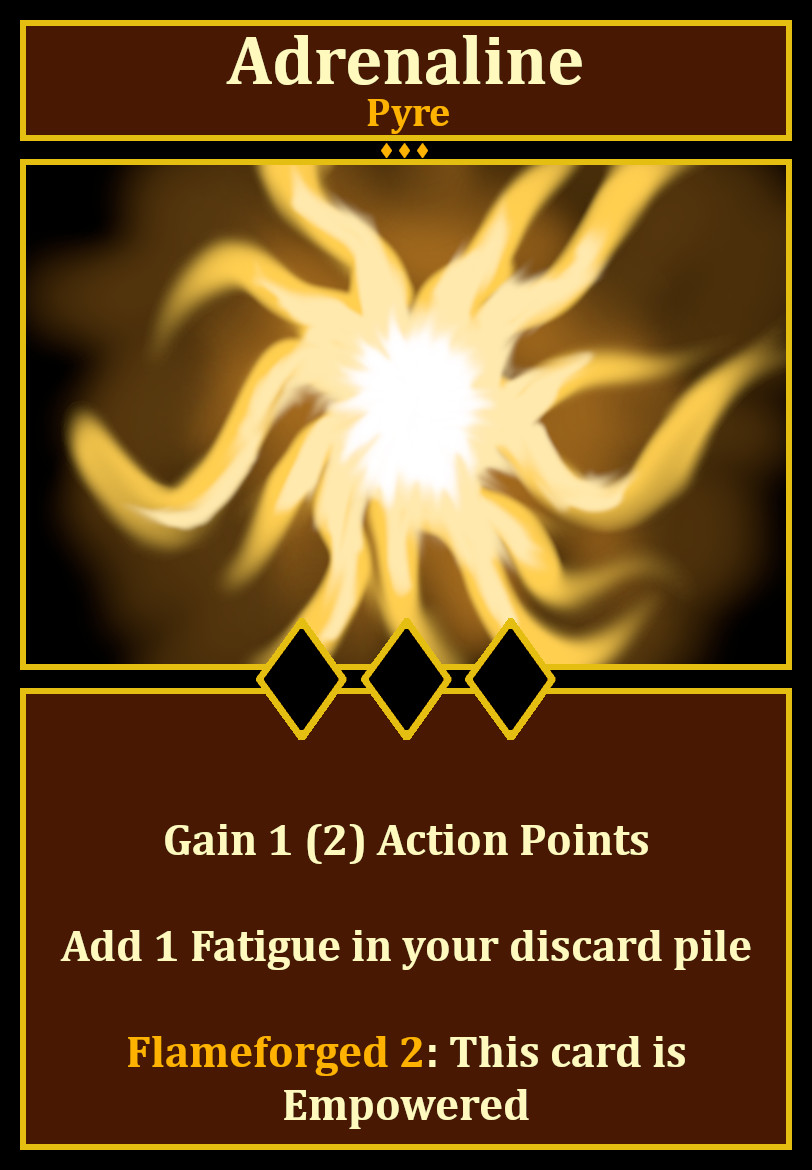 Adrenaline
Pyre
Gain 1 (2) Action Points
Add 1 Fatigue in your discard pile
Flameforged 2: This card is
Empowered